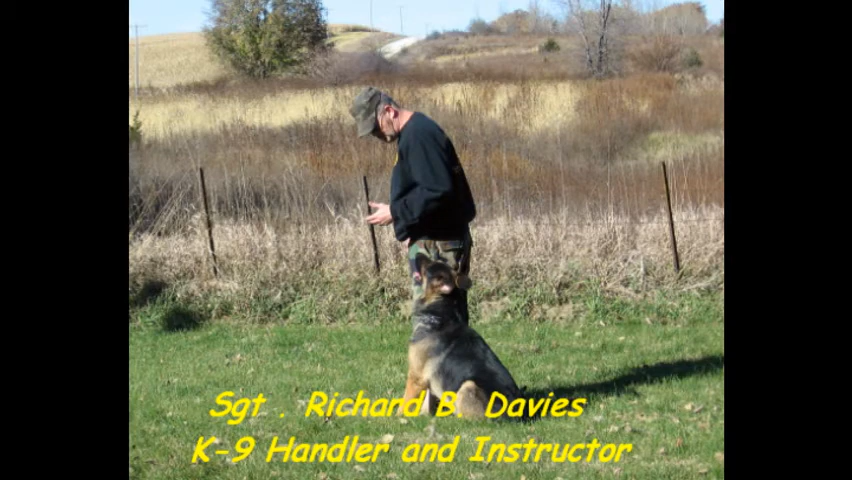 Sgt . Richard B. Davies
K-9 Handler and Instructor